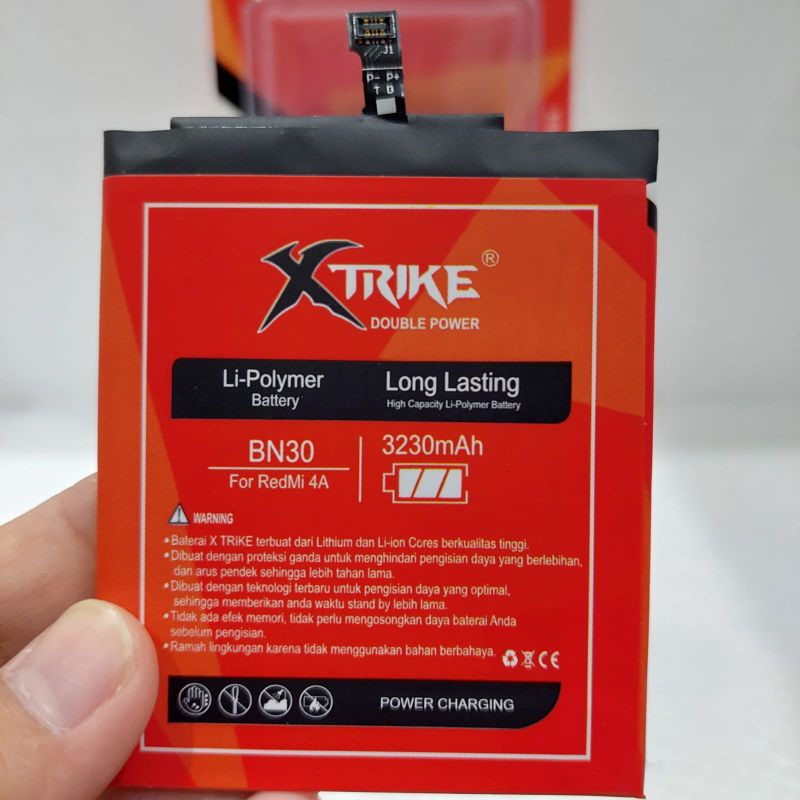 J1
P- P+
T D
XTRIKE®
DOUBLE POWER
Li-Polymer
Battery
Long Lasting
High Capacity Li-Polymer Battery
BN30
For RedMi 4A
3230mAh
WARNING
•Baterai X TRIKE terbuat dari Lithium dan Li-ion Cores berkualitas tinggi.
•Dibuat dengan proteksi ganda untuk menghindari pengisian daya yang berlebihan,
dan arus pendek sehingga lebih tahan lama.
•Dibuat dengan teknologi terbaru untuk pengisian daya yang optimal,
sehingga memberikan anda waktu stand by lebih lama.
•Tidak ada efek memori, tidak perlu mengosongkan daya baterai Anda
sebelum pengisian.
•Ramah lingkungan karena tidak menggunakan bahan berbahaya.
CE
POWER CHARGING